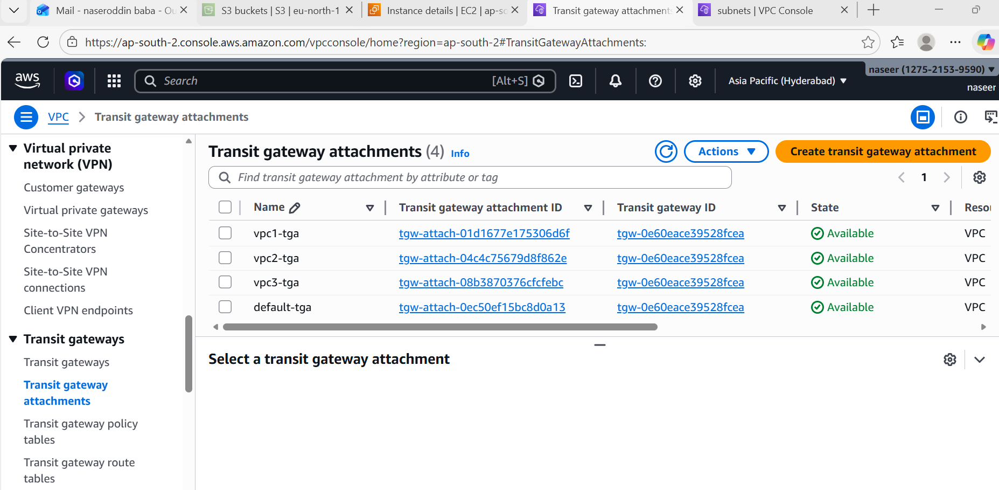 Mail - naseroddin baba - Ou
S3 buckets | S3 | eu-north-1
Instance details | EC2 | ap-so
Transit gateway attachments
subnets | VPC Console
https://ap-south-2.console.aws.amazon.com/vpcconsole/home?region=ap-south-2#TransitGatewayAttachments:
aws
Search
[Alt+S]
Asia Pacific (Hyderabad)
naseer (1275-2153-9590)
naseer
VPC
Transit gateway attachments
Virtual private
network (VPN)
Customer gateways
Virtual private gateways
Site-to-Site VPN
Concentrators
Site-to-Site VPN
connections
Client VPN endpoints
Transit gateways
Transit gateways
Transit gateway
attachments
Transit gateway policy
tables
Transit gateway route
tables
Transit gateway attachments (4) Info
Actions
Create transit gateway attachment
Find transit gateway attachment by attribute or tag
1
Name Transit gateway attachment ID Transit gateway ID State Resou
vpc1-tga tgw-attach-01d1677e175306d6f tgw-0e60eace39528fcea Available VPC
vpc2-tga tgw-attach-04c4c75679d8f862e tgw-0e60eace39528fcea Available VPC
vpc3-tga tgw-attach-08b3870376cfcfebc tgw-0e60eace39528fcea Available VPC
default-tga tgw-attach-0ec50ef15bc8d0a13 tgw-0e60eace39528fcea Available VPC
Select a transit gateway attachment